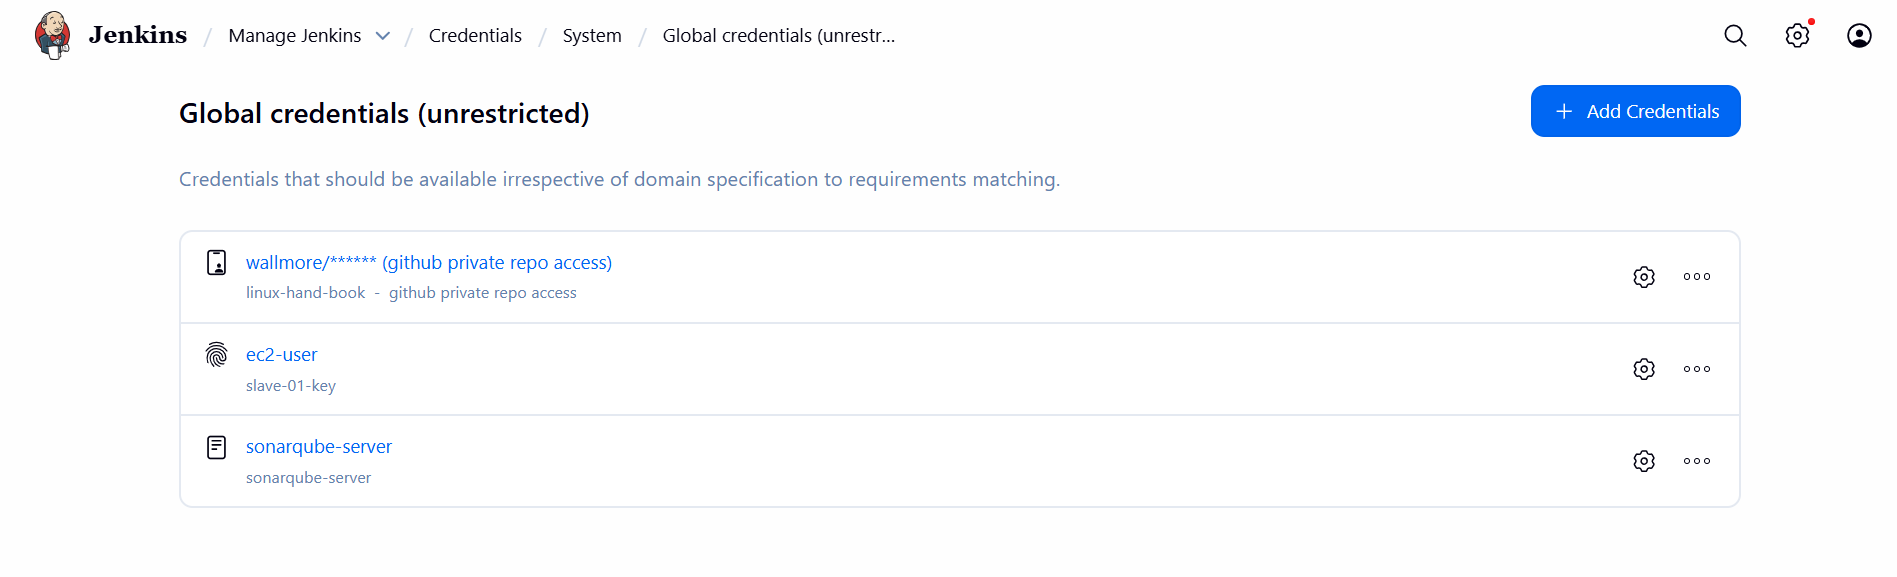 Jenkins / Manage Jenkins / Credentials / System / Global credentials (unrestr...
Global credentials (unrestricted)
+ Add Credentials
Credentials that should be available irrespective of domain specification to requirements matching.
wallmore/****** (github private repo access)
linux-hand-book - github private repo access
ec2-user
slave-01-key
sonarqube-server
sonarqube-server